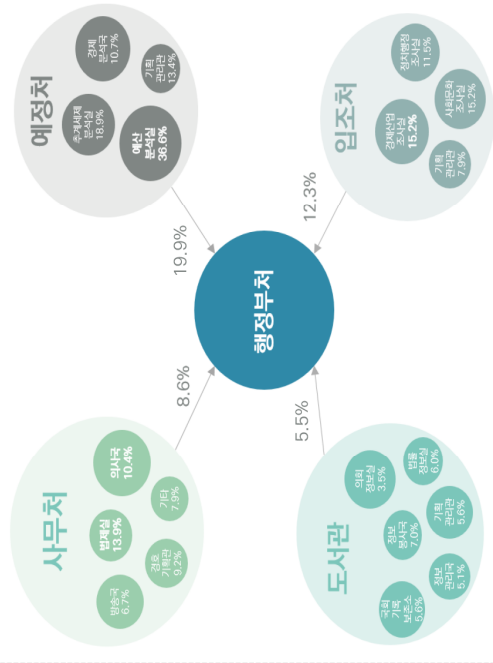 사무처
방송국
6.7%
법제실
13.9%
의사국
10.4%
경호
기획관
9.2%
기타
7.9%
예정처
추계세제
분석실
18.9%
경제
분석국
10.7%
예산
분석실
36.6%
기획
관리관
13.4%
8.6%
19.9%
행정부처
5.5%
12.3%
도서관
의회
정보실
3.5%
국회
기록
보존소
5.6%
정보
봉사국
7.0%
법률
정보실
6.0%
정보
관리국
5.1%
기획
관리관
5.6%
입조처
경제산업
조사실
15.2%
정치행정
조사실
11.5%
기획
관리관
7.9%
사회문화
조사실
15.2%